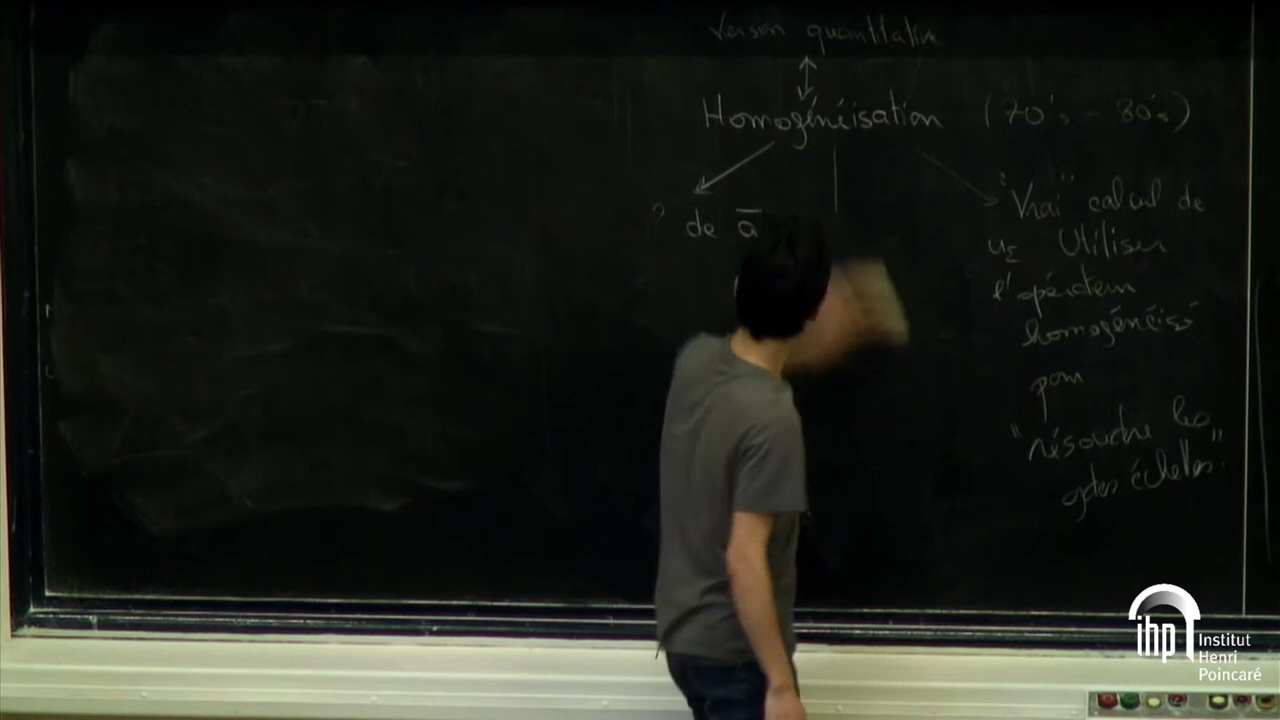 Version quantitative
Homogénéisation (70's - 80's)
? de a̅
"Vrai" calcul de
uε Utiliser
l'opérateur
homogénéisé
pour
"résoudre les
gdes échelles"
ihp Institut
Henri
Poincaré